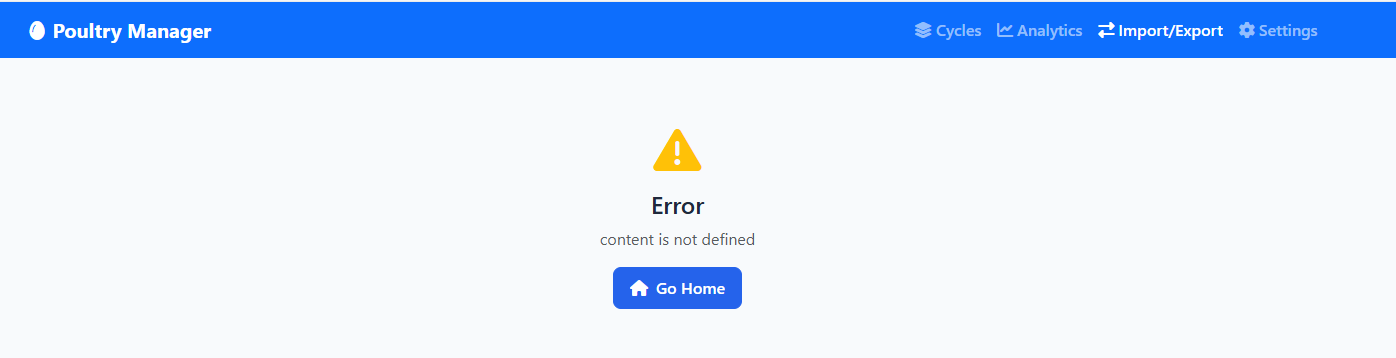 Poultry Manager
Cycles Analytics Import/Export Settings
Error
content is not defined
Go Home